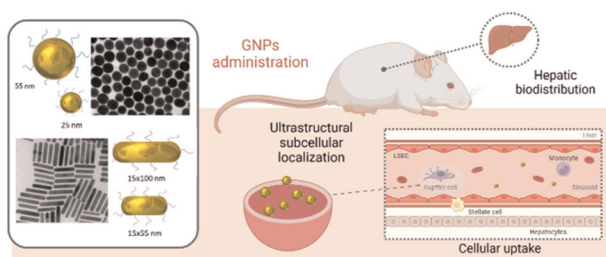 55 nm
25 nm
15x100 nm
15x55 nm
GNPs
administration
Hepatic
biodistribution
Ultrastructural
subcellular
localization
Liver
LSEC
Monocyte
Kupffer cell
Sinusoid
Stellate cell
Hepatocytes
Cellular uptake